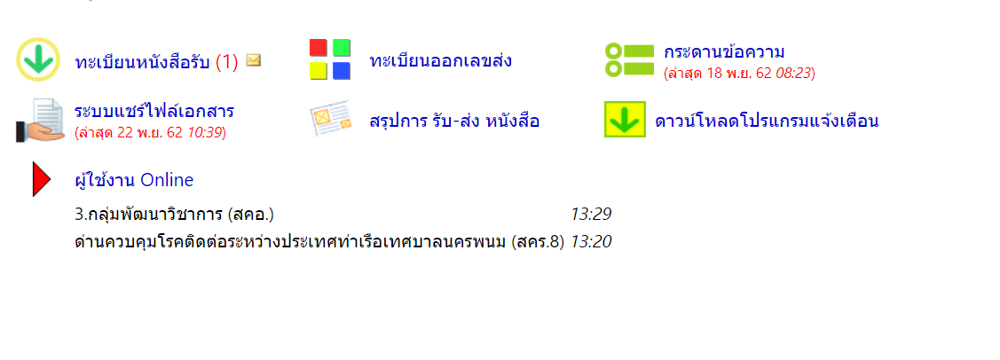 ทะเบียนหนังสือรับ (1)
ทะเบียนออกเลขส่ง
กระดานข้อความ
(ล่าสุด 18 พ.ย. 62 08:23)
ระบบแชร์ไฟล์เอกสาร
(ล่าสุด 22 พ.ย. 62 10:39)
สรุปการ รับ-ส่ง หนังสือ
ดาวน์โหลดโปรแกรมแจ้งเตือน
ผู้ใช้งาน Online
3.กลุ่มพัฒนาวิชาการ (สคอ.) 13:29
ด่านควบคุมโรคติดต่อระหว่างประเทศท่าเรือเทศบาลนครพนม (สคร.8) 13:20